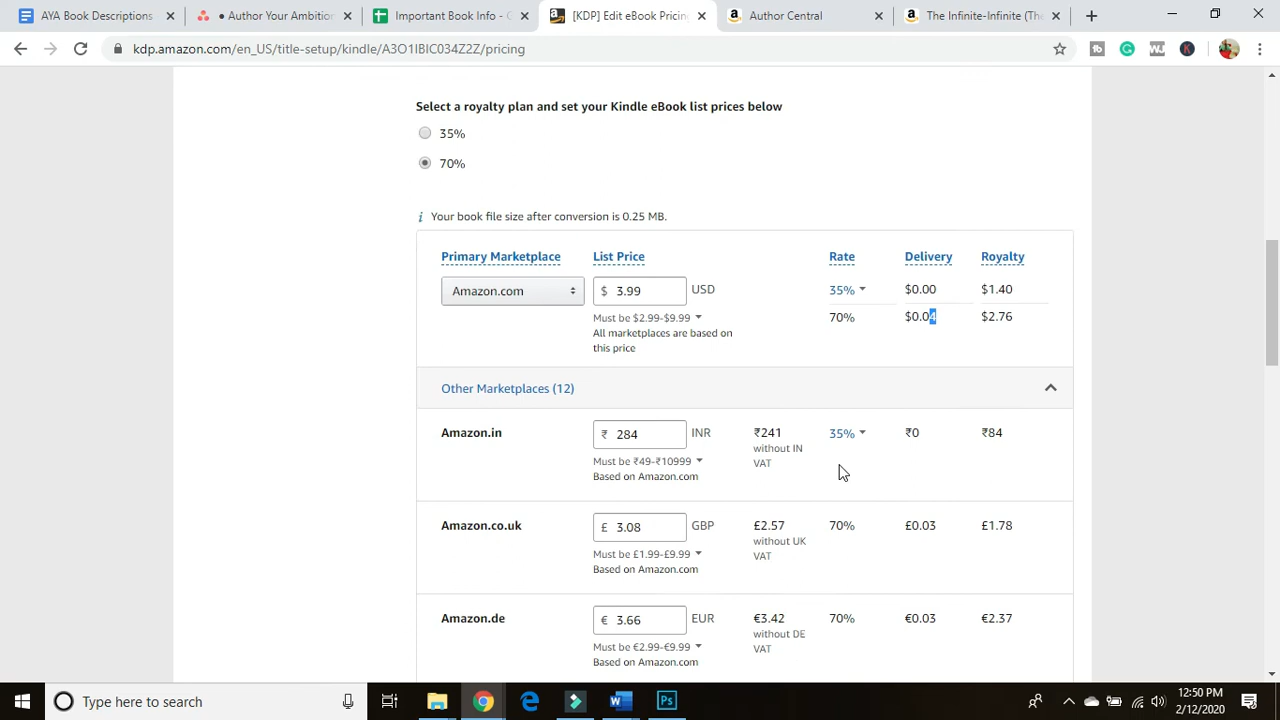 AYA Book Descriptions
• Author Your Ambition
Important Book Info - G
[KDP] Edit eBook Pricing
Author Central
The Infinite-Infinite (The
kdp.amazon.com/en_US/title-setup/kindle/A3O1IBIC034Z2Z/pricing
Select a royalty plan and set your Kindle eBook list prices below
35%
70%
i Your book file size after conversion is 0.25 MB.
Primary Marketplace List Price Rate Delivery Royalty
Amazon.com $ 3.99 USD 35% $0.00 $1.40
Must be $2.99-$9.99 70% $0.04 $2.76
All marketplaces are based on
this price
Other Marketplaces (12)
Amazon.in ₹ 284 INR ₹241 35% ₹0 ₹84
without IN
VAT
Must be ₹49-₹10999
Based on Amazon.com
Amazon.co.uk £ 3.08 GBP £2.57 70% £0.03 £1.78
without UK
VAT
Must be £1.99-£9.99
Based on Amazon.com
Amazon.de € 3.66 EUR €3.42 70% €0.03 €2.37
without DE
VAT
Must be €2.99-€9.99
Based on Amazon.com
Type here to search
12:50 PM
2/12/2020